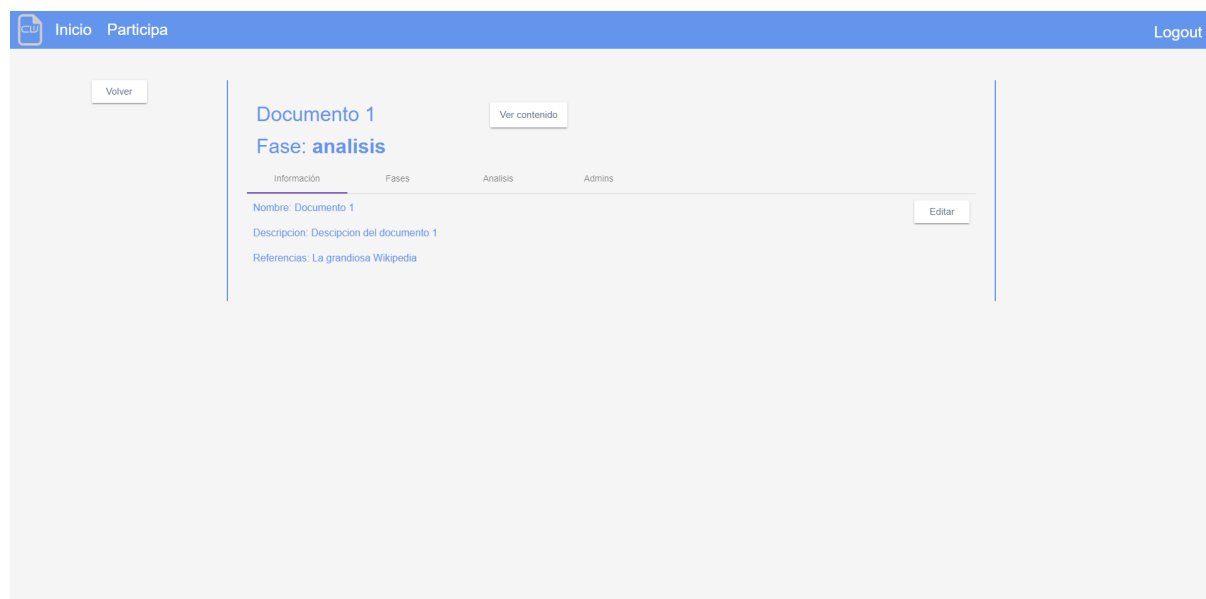 CW Inicio Participa Logout
Volver
Documento 1 Ver contenido
Fase: analisis
Información Fases Analisis Admins
Nombre: Documento 1 Editar
Descripcion: Descipcion del documento 1
Referencias: La grandiosa Wikipedia